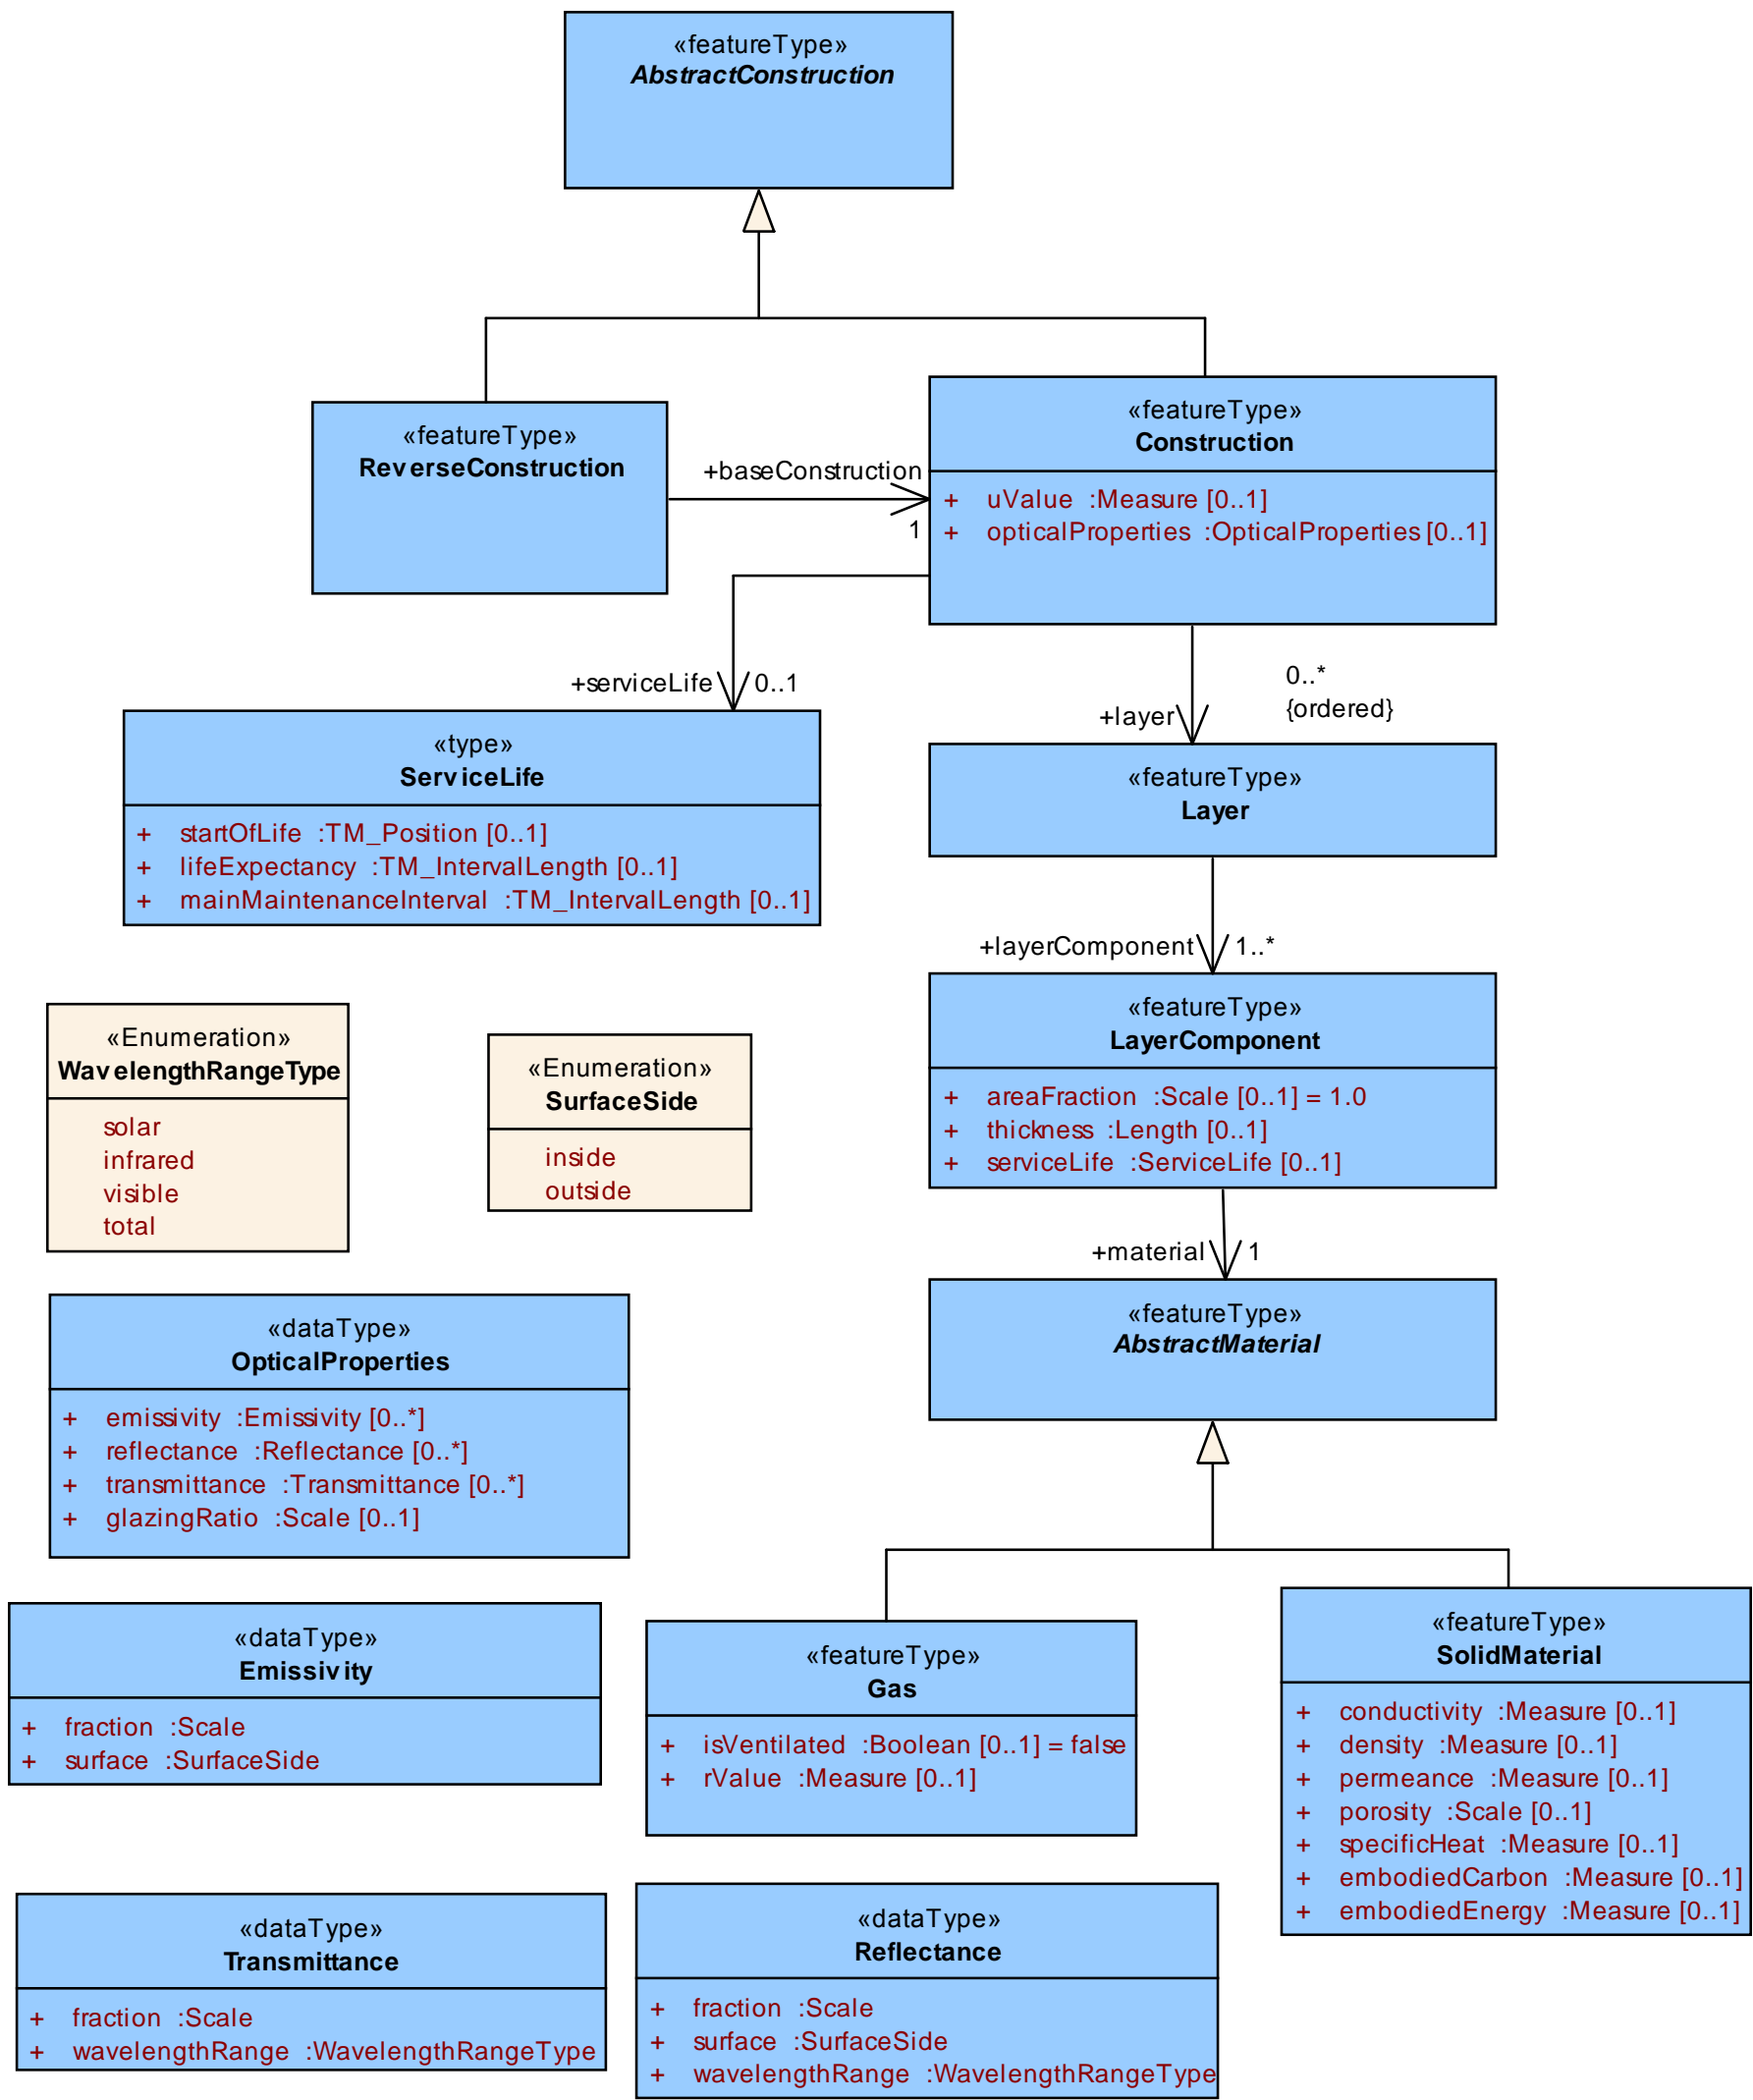 «featureType»
AbstractConstruction
«featureType»
ReverseConstruction
+baseConstruction
1
«featureType»
Construction
+ uValue :Measure [0..1]
+ opticalProperties :OpticalProperties [0..1]
+serviceLife
0..1
0..*
{ordered}
+layer
«type»
ServiceLife
+ startOfLife :TM_Position [0..1]
+ lifeExpectancy :TM_IntervalLength [0..1]
+ mainMaintenanceInterval :TM_IntervalLength [0..1]
«featureType»
Layer
+layerComponent
1..*
«Enumeration»
WavelengthRangeType
solar
infrared
visible
total
«Enumeration»
SurfaceSide
inside
outside
«featureType»
LayerComponent
+ areaFraction :Scale [0..1] = 1.0
+ thickness :Length [0..1]
+ serviceLife :ServiceLife [0..1]
+material
1
«featureType»
AbstractMaterial
«dataType»
OpticalProperties
+ emissivity :Emissivity [0..*]
+ reflectance :Reflectance [0..*]
+ transmittance :Transmittance [0..*]
+ glazingRatio :Scale [0..1]
«dataType»
Emissivity
+ fraction :Scale
+ surface :SurfaceSide
«featureType»
Gas
+ isVentilated :Boolean [0..1] = false
+ rValue :Measure [0..1]
«featureType»
SolidMaterial
+ conductivity :Measure [0..1]
+ density :Measure [0..1]
+ permeance :Measure [0..1]
+ porosity :Scale [0..1]
+ specificHeat :Measure [0..1]
+ embodiedCarbon :Measure [0..1]
+ embodiedEnergy :Measure [0..1]
«dataType»
Transmittance
+ fraction :Scale
+ wavelengthRange :WavelengthRangeType
«dataType»
Reflectance
+ fraction :Scale
+ surface :SurfaceSide
+ wavelengthRange :WavelengthRangeType